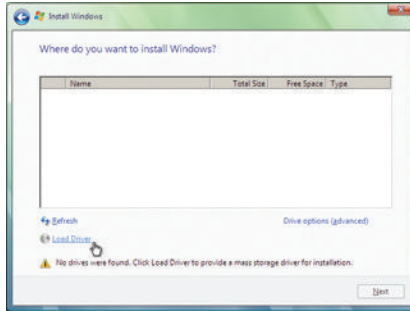 Install Windows
Where do you want to install Windows?
Name Total Size Free Space Type
Refresh Drive options (advanced)
Load Driver
No drives were found. Click Load Driver to provide a mass storage driver for installation.
Next